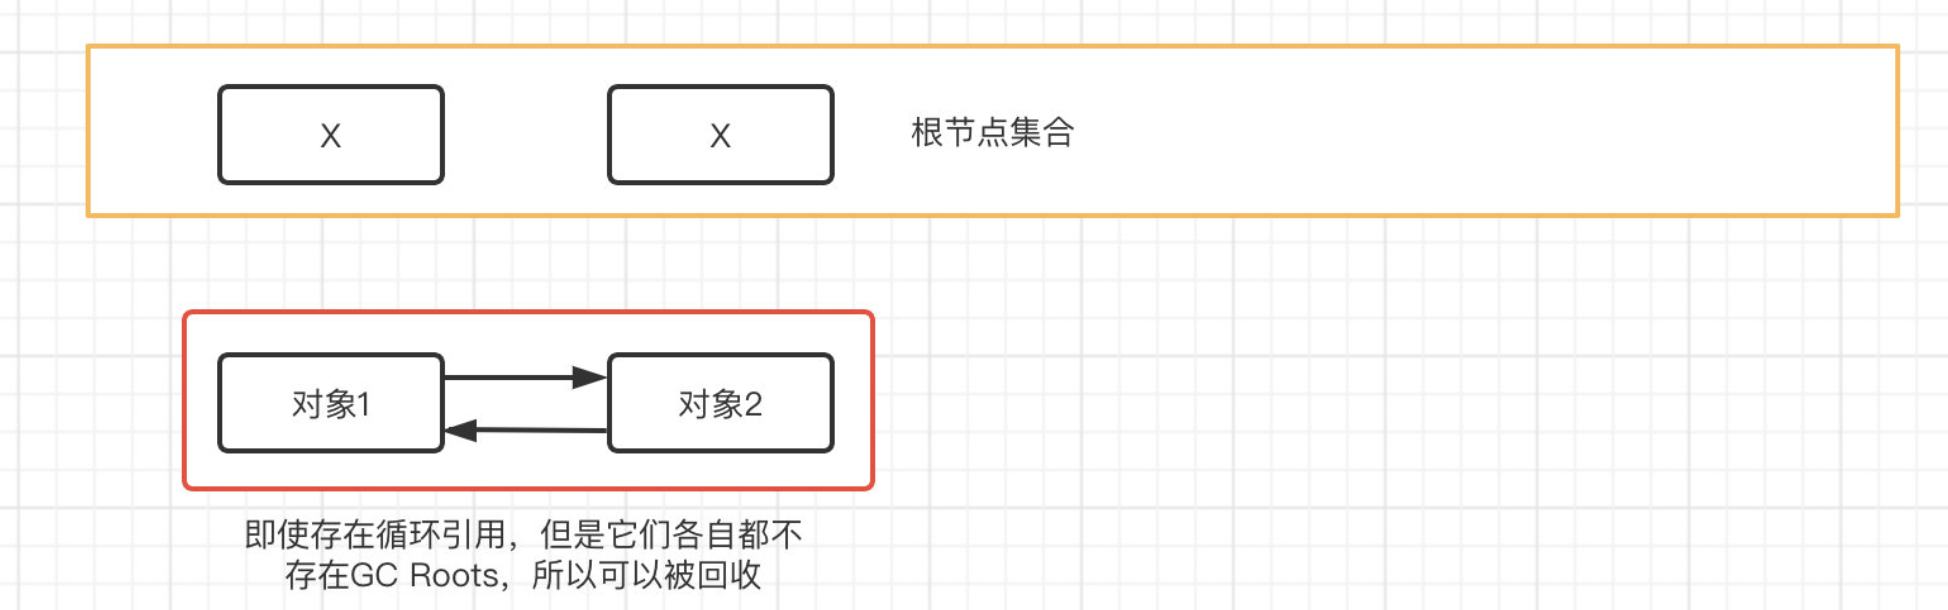 X
X
根节点集合
对象1
对象2
即使存在循环引用，但是它们各自都不
存在GC Roots，所以可以被回收